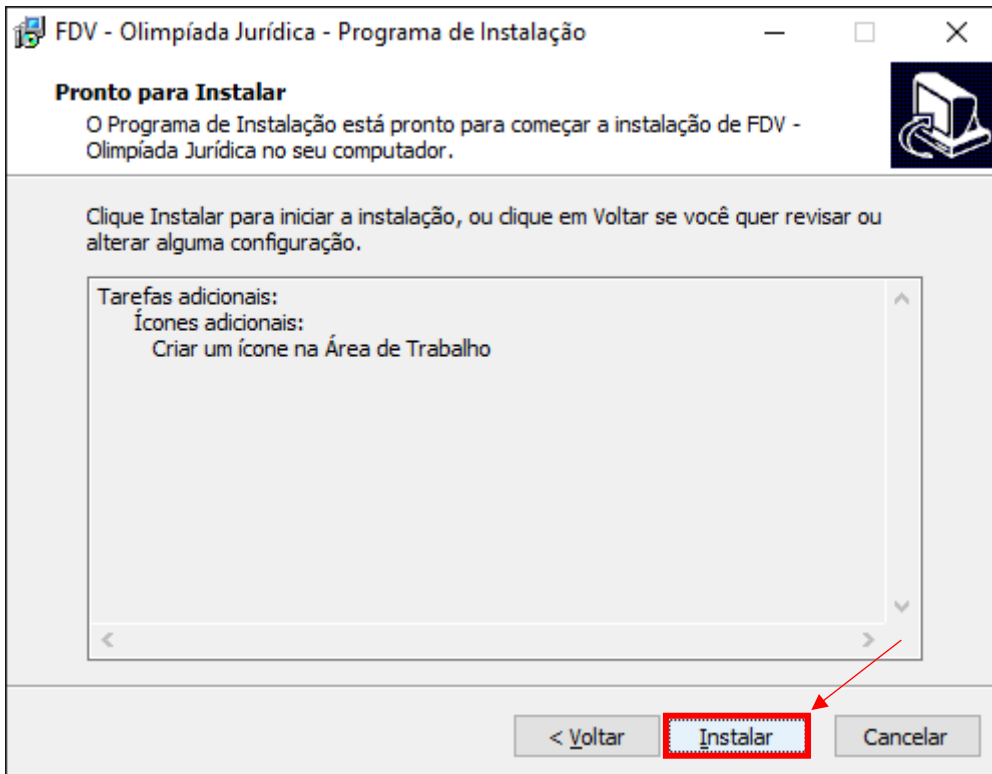 FDV - Olimpíada Jurídica - Programa de Instalação
Pronto para Instalar
O Programa de Instalação está pronto para começar a instalação de FDV -
Olimpíada Jurídica no seu computador.
Clique Instalar para iniciar a instalação, ou clique em Voltar se você quer revisar ou
alterar alguma configuração.
Tarefas adicionais:
Ícones adicionais:
Criar um ícone na Área de Trabalho
< Voltar
Instalar
Cancelar